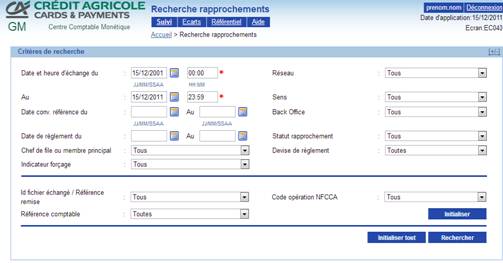 CRÉDIT AGRICOLE
CARDS & PAYMENTS
GM Centre Comptable Monétique
Recherche rapprochements
Suivi Ecarts Référentiel Aide
Accueil > Recherche rapprochements
prenom.nom Déconnexion
Date d'application:15/12/2011
Ecran:EC043
Critères de recherche [+/-]
Date et heure d'échange du : 15/12/2001 00:00 * Réseau : Tous
JJ/MM/SSAA HH:MM
Au : 15/12/2011 23:59 * Sens : Tous
Date conv. référence du : Au Back Office : Tous
JJ/MM/SSAA JJ/MM/SSAA
Date de règlement du : Au Statut rapprochement : Tous
Chef de file ou membre principal : Tous Devise de règlement : Toutes
Indicateur forçage : Tous
Id fichier échangé / Référence remise : Tous Code opération NFCCA : Tous
Référence comptable : Toutes Initialiser
Initialiser tout Rechercher